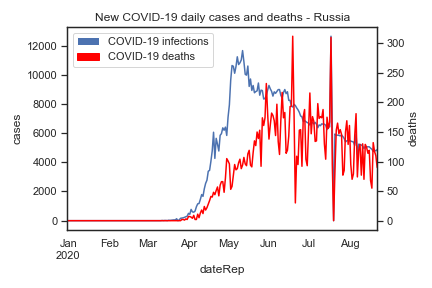 New COVID-19 daily cases and deaths - Russia
COVID-19 infections
COVID-19 deaths
12000
10000
8000
6000
4000
2000
0
cases
300
250
200
150
100
50
0
deaths
Jan Feb Mar Apr May Jun Jul Aug
2020
dateRep